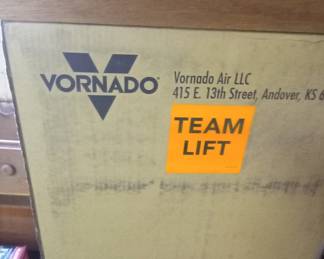 VORNADO
Vornado Air LLC
415 E. 13th Street, Andover, KS
TEAM
LIFT